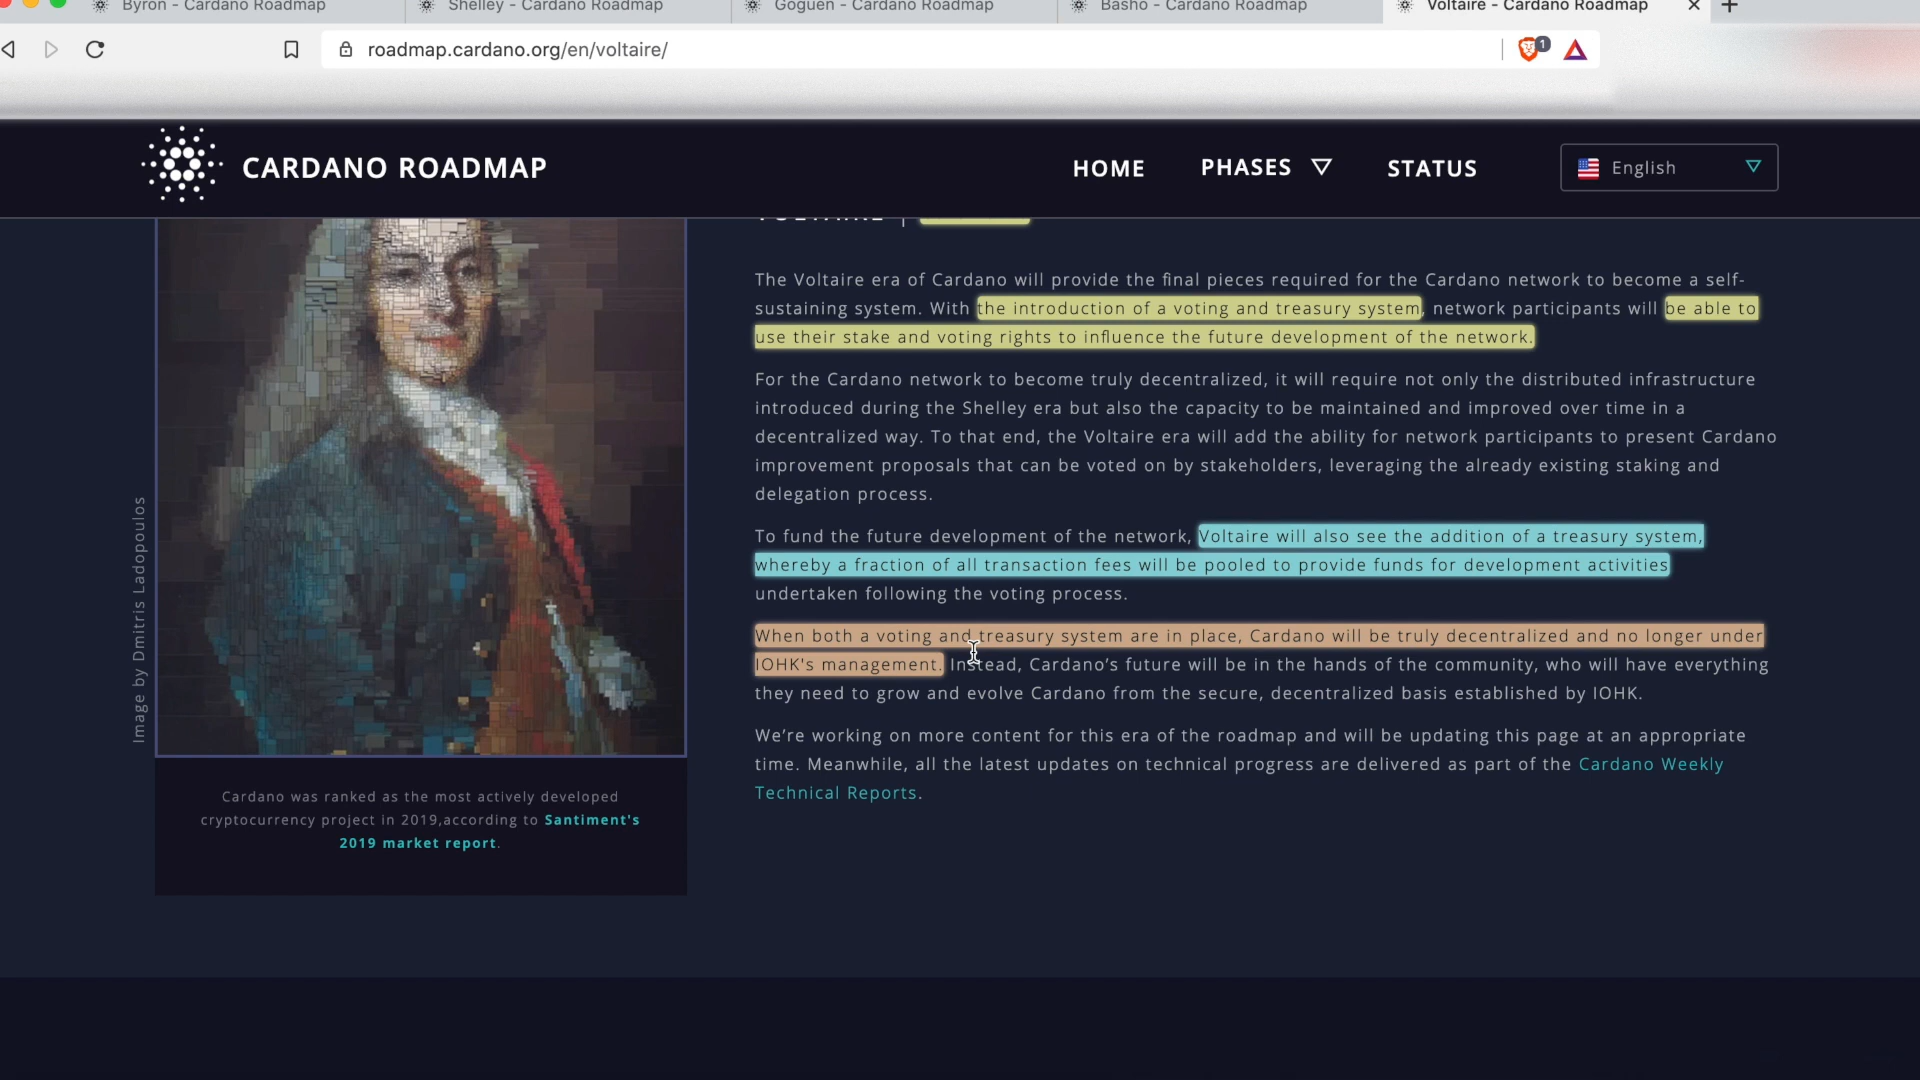 Byron - Cardano Roadmap
Shelley - Cardano Roadmap
Goguen - Cardano Roadmap
Basho - Cardano Roadmap
Voltaire - Cardano Roadmap
roadmap.cardano.org/en/voltaire/
1
CARDANO ROADMAP
HOME
PHASES
STATUS
English
The Voltaire era of Cardano will provide the final pieces required for the Cardano network to become a self-
sustaining system. With the introduction of a voting and treasury system, network participants will be able to
use their stake and voting rights to influence the future development of the network.
For the Cardano network to become truly decentralized, it will require not only the distributed infrastructure
introduced during the Shelley era but also the capacity to be maintained and improved over time in a
decentralized way. To that end, the Voltaire era will add the ability for network participants to present Cardano
improvement proposals that can be voted on by stakeholders, leveraging the already existing staking and
delegation process.
To fund the future development of the network, Voltaire will also see the addition of a treasury system,
whereby a fraction of all transaction fees will be pooled to provide funds for development activities
undertaken following the voting process.
When both a voting and treasury system are in place, Cardano will be truly decentralized and no longer under
IOHK's management. Instead, Cardano’s future will be in the hands of the community, who will have everything
they need to grow and evolve Cardano from the secure, decentralized basis established by IOHK.
We’re working on more content for this era of the roadmap and will be updating this page at an appropriate
time. Meanwhile, all the latest updates on technical progress are delivered as part of the Cardano Weekly
Technical Reports.
Image by Dmitris Ladopoulos
Cardano was ranked as the most actively developed
cryptocurrency project in 2019,according to Santiment's
2019 market report.